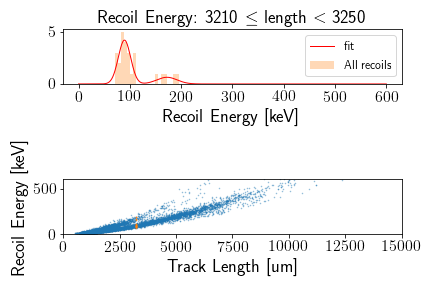 Recoil Energy: 3210 ≤ length < 3250
5
0
fit
All recoils
0 100 200 300 400 500 600
Recoil Energy [keV]
Recoil Energy [keV]
500
0
0 2500 5000 7500 10000 12500 15000
Track Length [um]